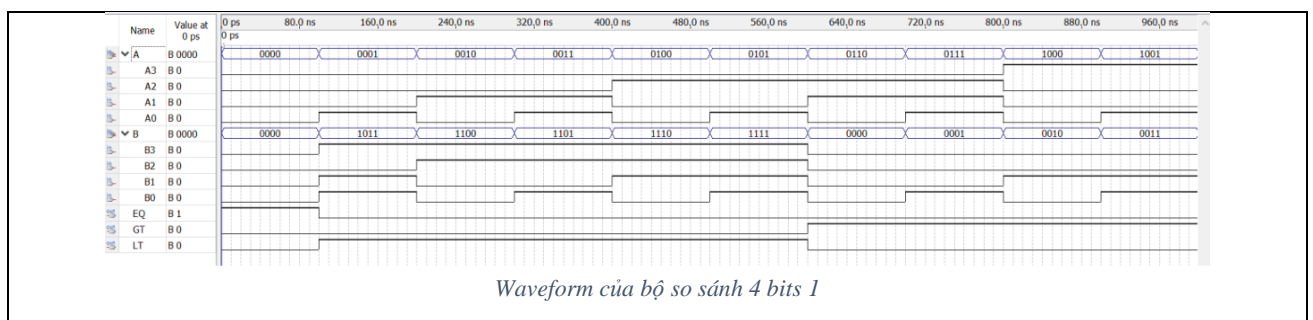 Name Value at 0 ps 0 ps 80.0 ns 160.0 ns 240.0 ns 320.0 ns 400.0 ns 480.0 ns 560.0 ns 640.0 ns 720.0 ns 800.0 ns 880.0 ns 960.0 ns
0 ps
A B 0000 0000 0001 0010 0011 0100 0101 0110 0111 1000 1001
A3 B 0
A2 B 0
A1 B 0
A0 B 0
B B 0000 0000 1011 1100 1101 1110 1111 0000 0001 0010 0011
B3 B 0
B2 B 0
B1 B 0
B0 B 0
EQ B 1
GT B 0
LT B 0
Waveform của bộ so sánh 4 bits 1